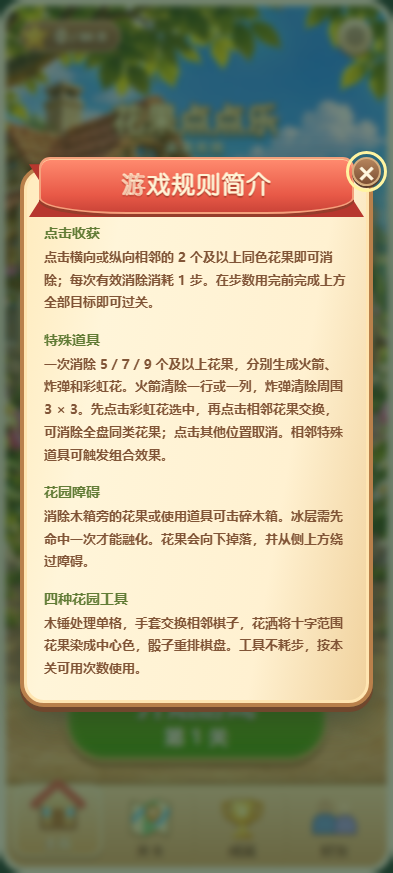 花果点点乐
游戏规则简介
点击收获
点击横向或纵向相邻的 2 个及以上同色花果即可消
除；每次有效消除消耗 1 步。在步数用完前完成上方
全部目标即可过关。
特殊道具
一次消除 5 / 7 / 9 个及以上花果，分别生成火箭、
炸弹和彩虹花。火箭清除一行或一列，炸弹清除周围
3 × 3。先点击彩虹花选中，再点击相邻花果交换，
可消除全盘同类花果；点击其他位置取消。相邻特殊
道具可触发组合效果。
花园障碍
消除木箱旁的花果或使用道具可击碎木箱。冰层需先
命中一次才能融化。花果会向下掉落，并从侧上方绕
过障碍。
四种花园工具
木锤处理单格，手套交换相邻棋子，花洒将十字范围
花果染成中心色，骰子重排棋盘。工具不耗步，按本
关可用次数使用。
第 1 关